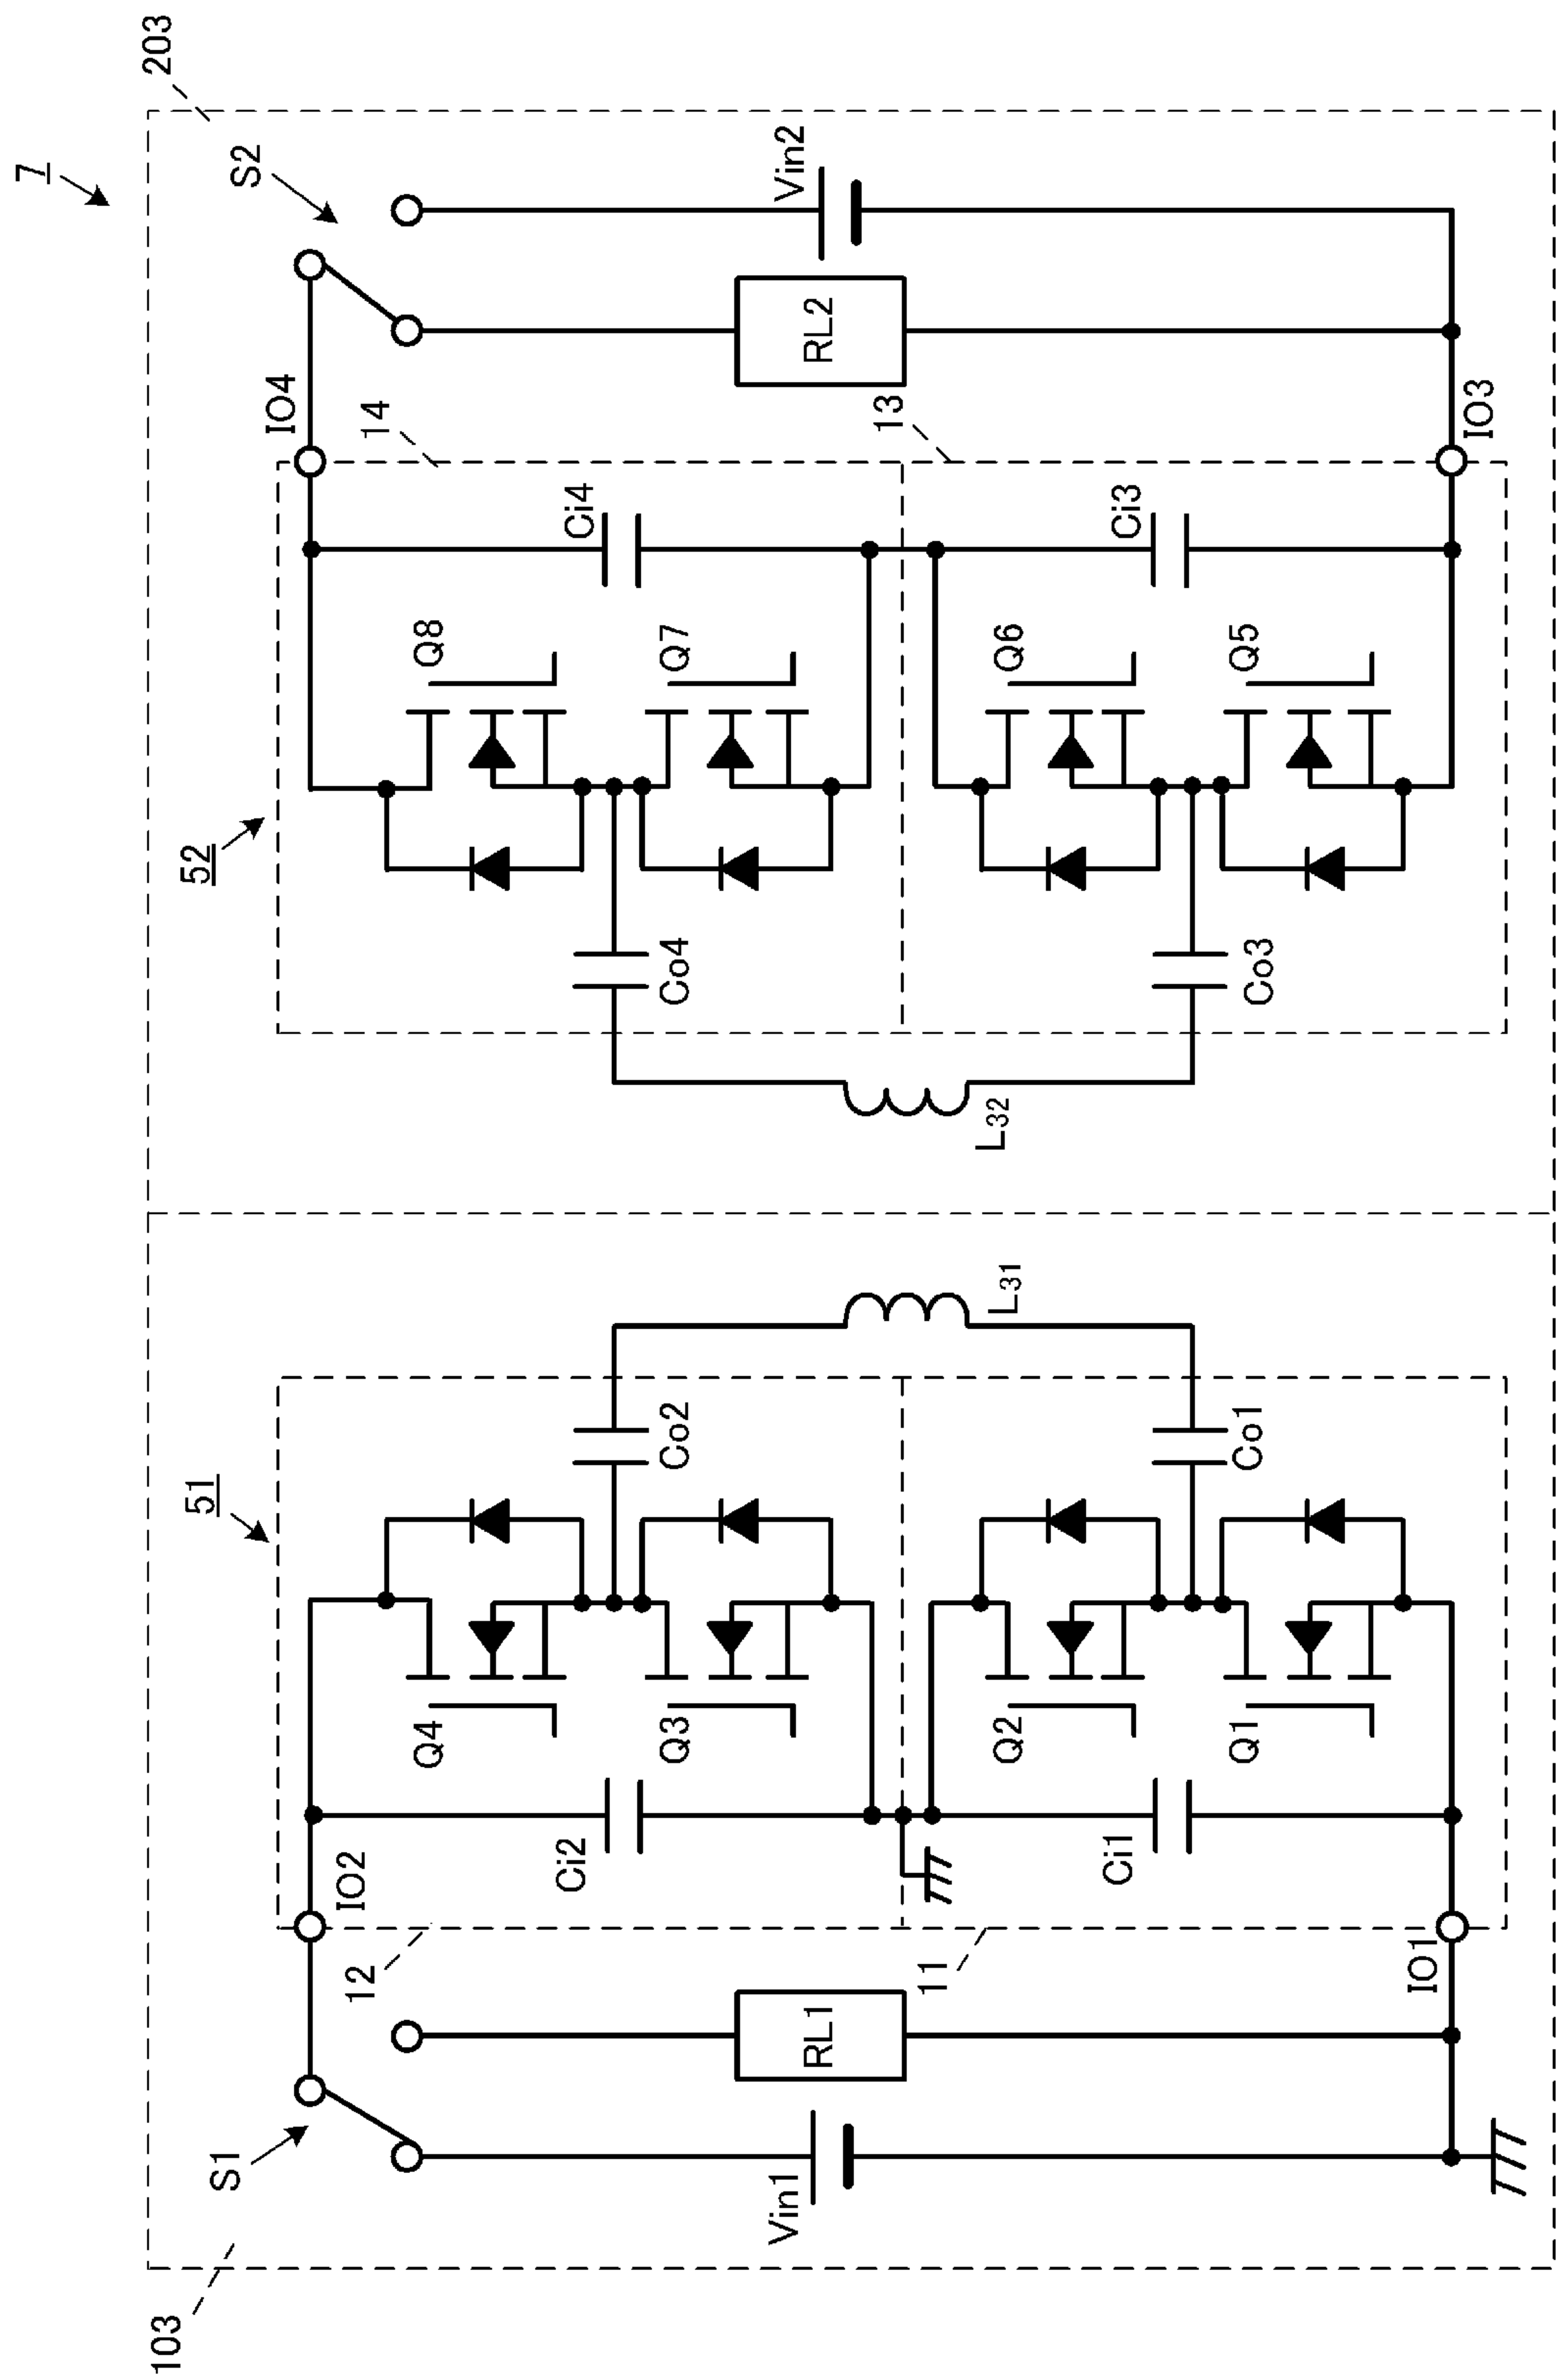 7
203
S2
Vin2
RL2
IO4
14
13
IO3
Ci4
Ci3
Q8
Q7
Q6
Q5
52
Co4
Co3
L32
L31
51
Co2
Co1
Q4
Q3
Q2
Q1
Ci2
Ci1
IO2
12
11
IO1
RL1
S1
Vin1
103